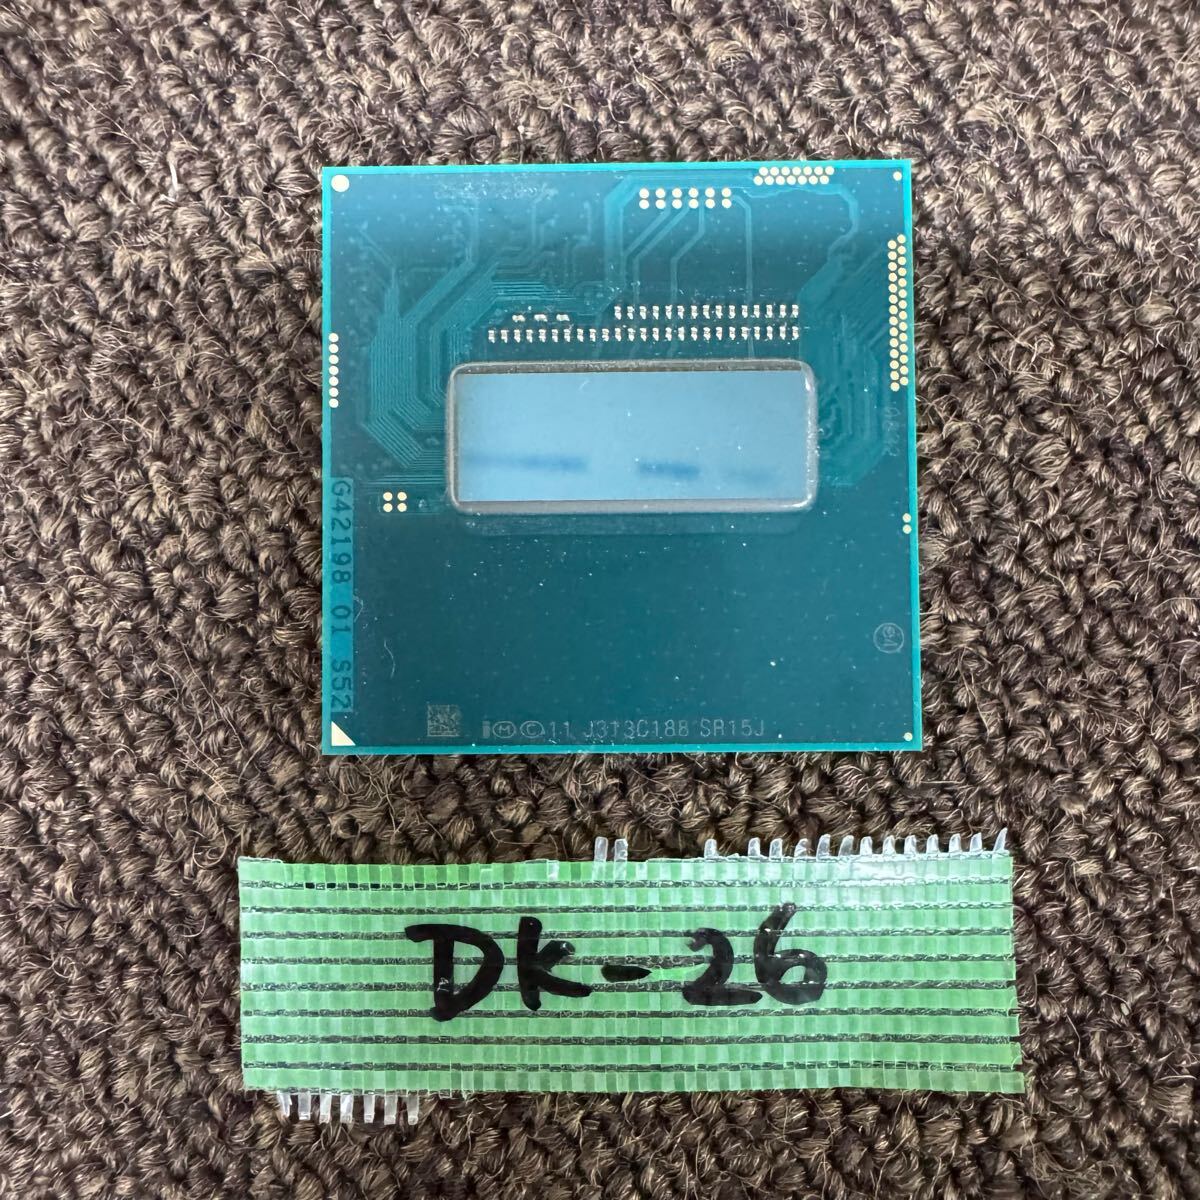 G42198 01 S52
i Ⓜ © 11 J313C188 SR15J
DK-26